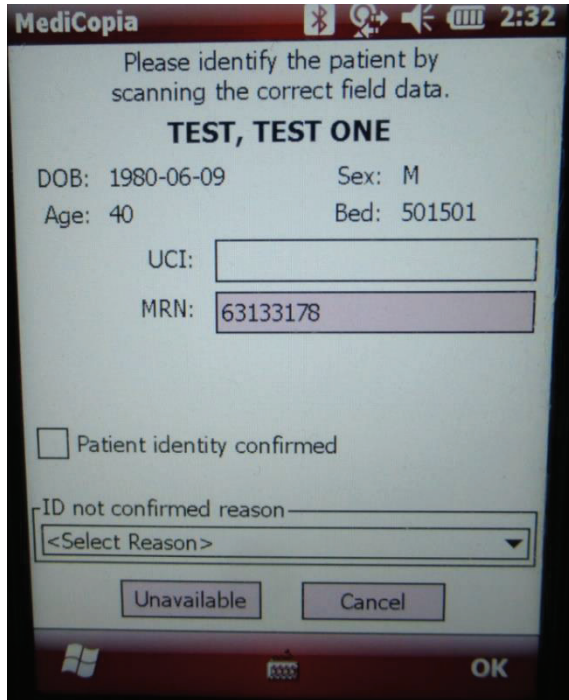 MediCopia 2:32
Please identify the patient by
scanning the correct field data.
TEST, TEST ONE
DOB: 1980-06-09 Sex: M
Age: 40 Bed: 501501
UCI:
MRN: 63133178
Patient identity confirmed
ID not confirmed reason
<Select Reason>
Unavailable Cancel
OK